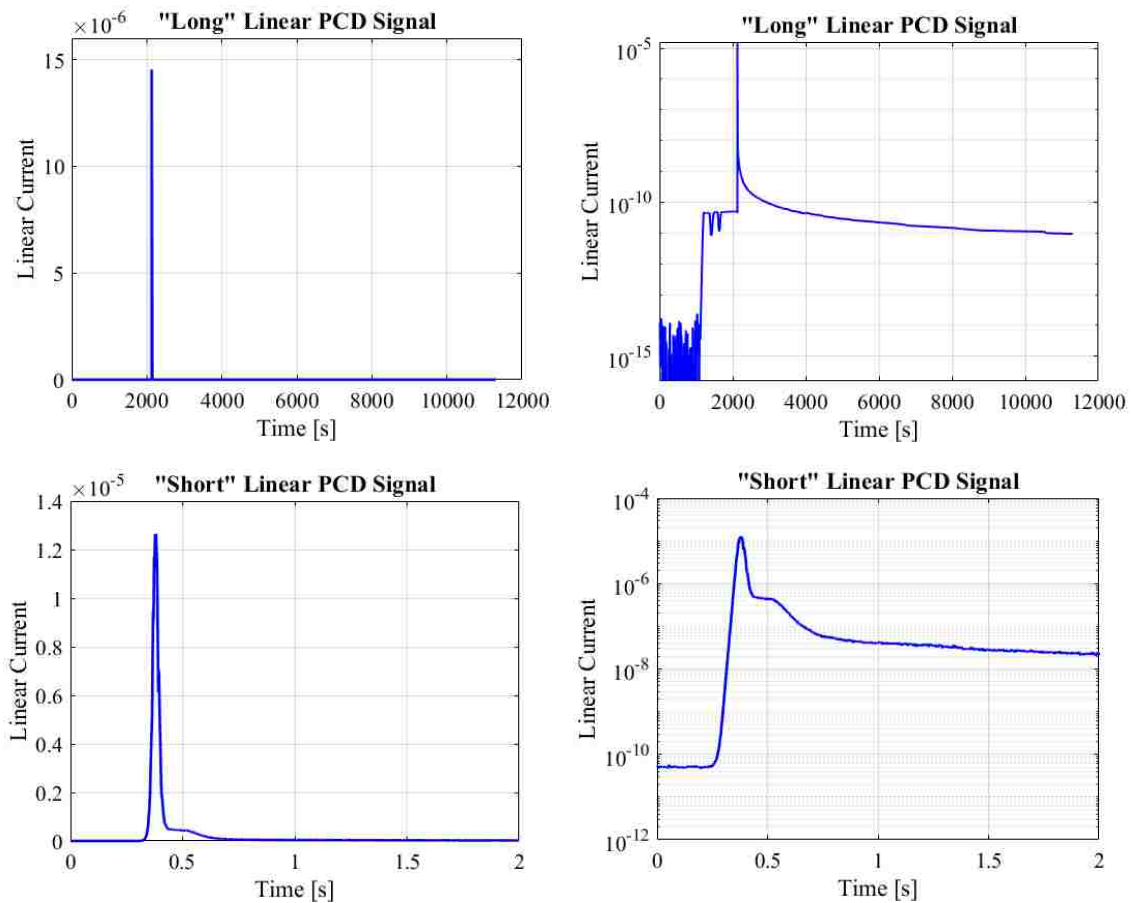 "Long" Linear PCD Signal
×10⁻⁶
15
10
5
0
0 2000 4000 6000 8000 10000 12000
Linear Current
Time [s]
"Long" Linear PCD Signal
10⁻⁵
10⁻¹⁰
10⁻¹⁵
0 2000 4000 6000 8000 10000 12000
Linear Current
Time [s]
"Short" Linear PCD Signal
×10⁻⁵
1.4
1.2
1
0.8
0.6
0.4
0.2
0
0 0.5 1 1.5 2
Linear Current
Time [s]
"Short" Linear PCD Signal
10⁻⁴
10⁻⁶
10⁻⁸
10⁻¹⁰
10⁻¹²
0 0.5 1 1.5 2
Linear Current
Time [s]